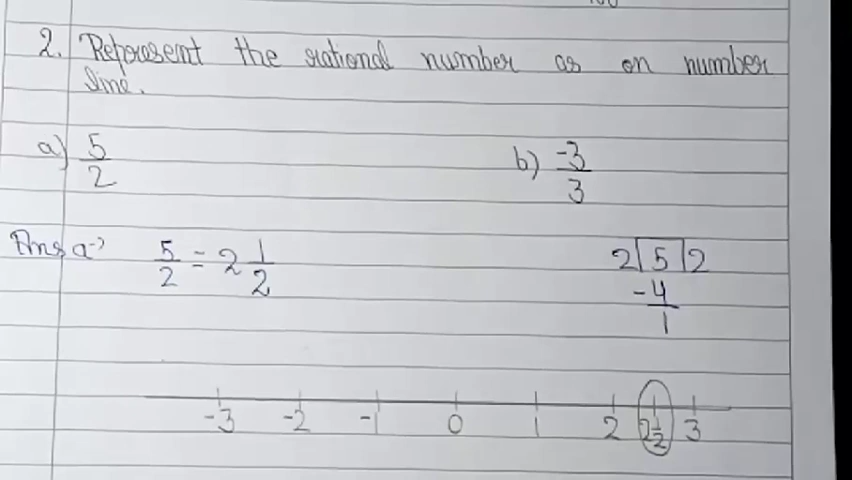 2. Represent the rational number as on number
line.
a) 5/2 b) -3/3
Ans a→ 5/2 = 2 1/2 2|5|2
-4
1
-3 -2 -1 0 1 2 2 1/2 3